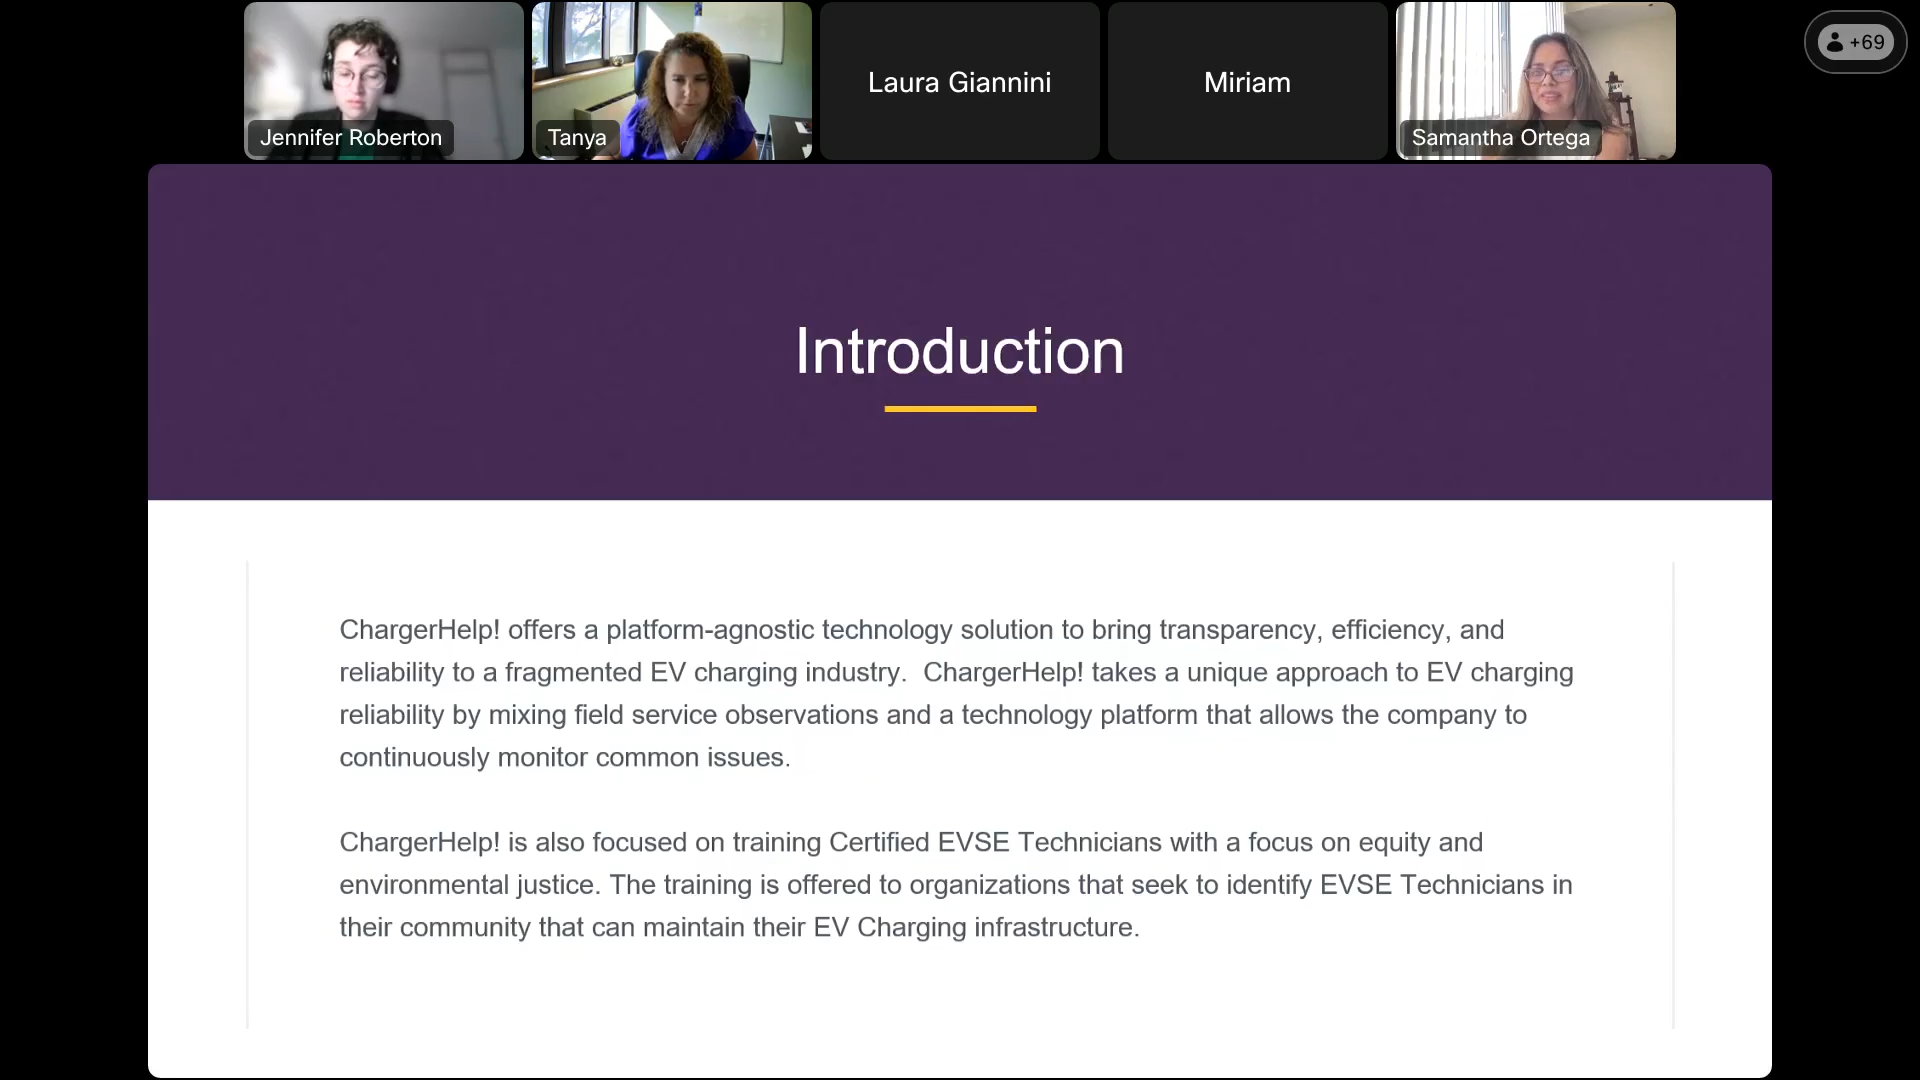 Jennifer Roberton
Tanya
Laura Giannini
Miriam
Samantha Ortega
+69
Introduction
ChargerHelp! offers a platform-agnostic technology solution to bring transparency, efficiency, and
reliability to a fragmented EV charging industry.  ChargerHelp! takes a unique approach to EV charging
reliability by mixing field service observations and a technology platform that allows the company to
continuously monitor common issues.
ChargerHelp! is also focused on training Certified EVSE Technicians with a focus on equity and
environmental justice. The training is offered to organizations that seek to identify EVSE Technicians in
their community that can maintain their EV Charging infrastructure.